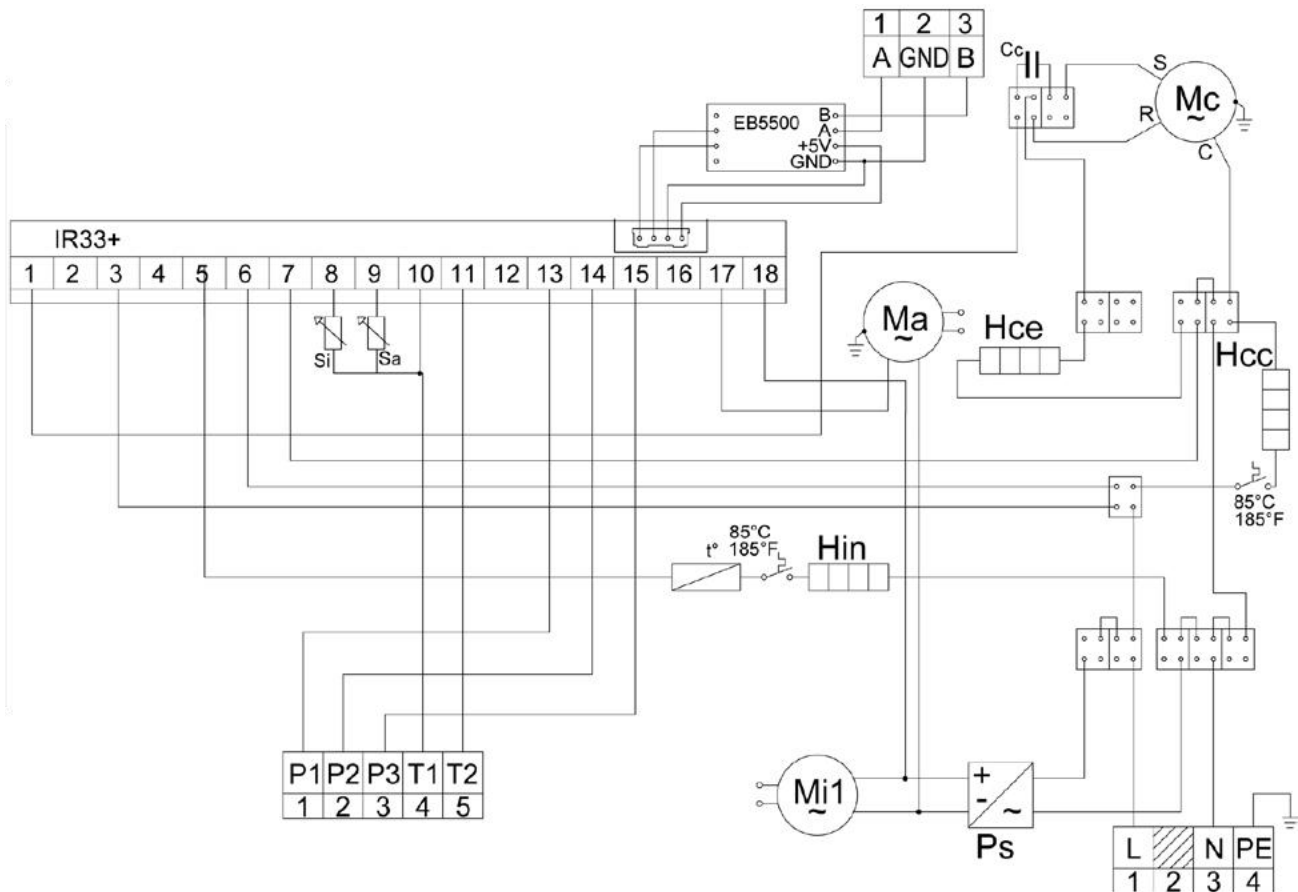 1 2 3
A GND B
Cc
S
Mc
~
R
C
EB5500
B
A
+5V
GND
IR33+
1 2 3 4 5 6 7 8 9 10 11 12 13 14 15 16 17 18
Si
Sa
Ma
~
Hce
Hcc
85°C
185°F
85°C
t° 185°F
Hin
P1 P2 P3 T1 T2
1 2 3 4 5
Mi1
~
+
-
~
Ps
L N PE
1 2 3 4